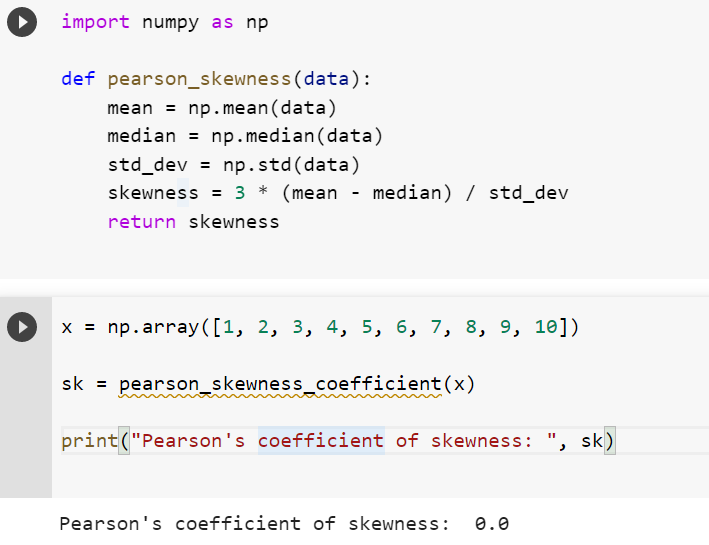 import numpy as np
def pearson_skewness(data):
    mean = np.mean(data)
    median = np.median(data)
    std_dev = np.std(data)
    skewness = 3 * (mean - median) / std_dev
    return skewness
x = np.array([1, 2, 3, 4, 5, 6, 7, 8, 9, 10])
sk = pearson_skewness_coefficient(x)
print("Pearson's coefficient of skewness: ", sk)
Pearson's coefficient of skewness:  0.0